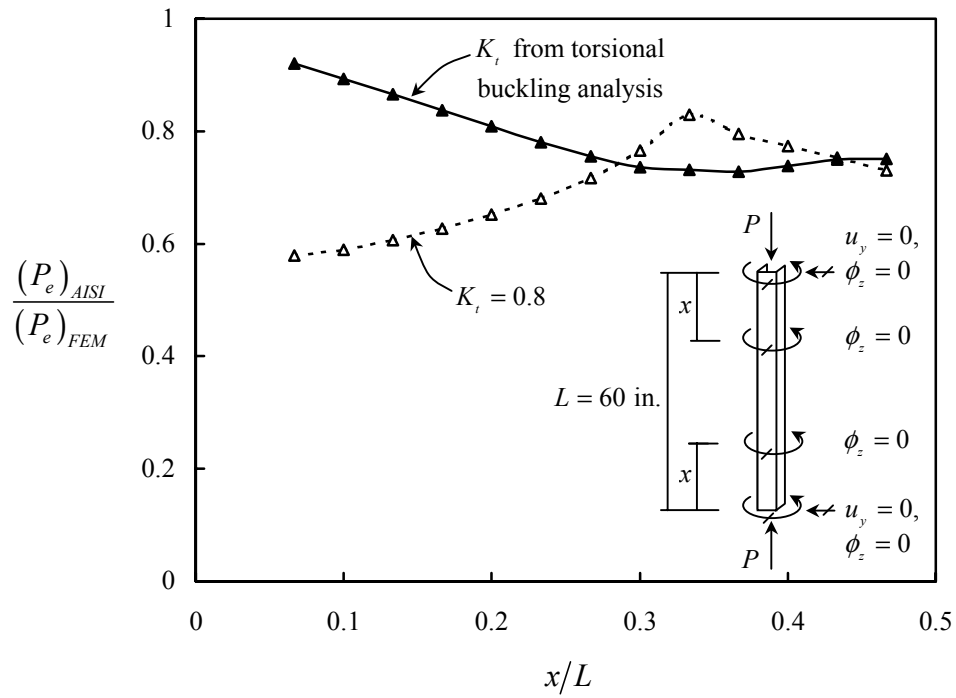 1
0.8
0.6
0.4
0.2
0
(P_e)_AISI
(P_e)_FEM
K_t from torsional
buckling analysis
K_t = 0.8
P
u_y = 0,
ϕ_z = 0
x
ϕ_z = 0
L = 60 in.
ϕ_z = 0
x
u_y = 0,
P
ϕ_z = 0
0 0.1 0.2 0.3 0.4 0.5
x/L